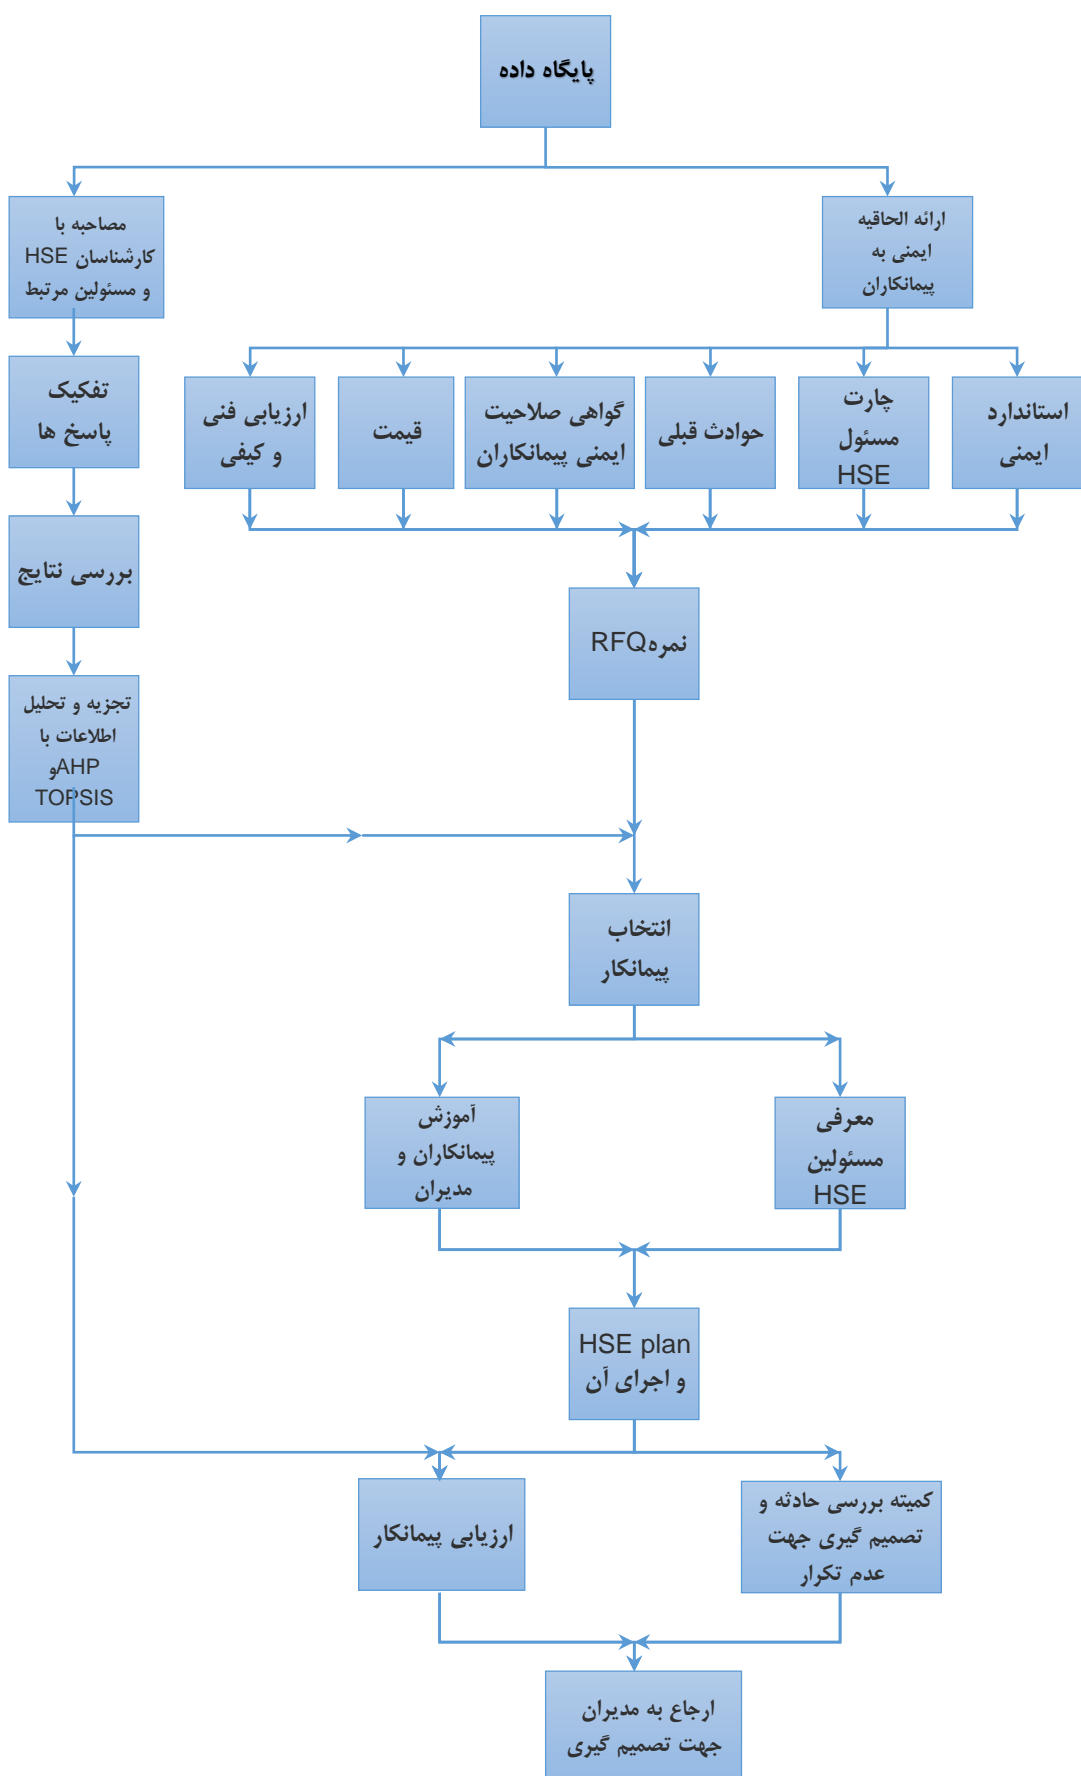 پایگاه داده
ارائه الحاقیه
ایمنی به
پیمانکاران
مصاحبه با
کارشناسان HSE
و مسئولین مرتبط
استاندارد
ایمنی
چارت
مسئول
HSE
حوادث قبلی
گواهی صلاحیت
ایمنی پیمانکاران
قیمت
ارزیابی فنی
و کیفی
تفکیک
پاسخ ها
بررسی نتایج
نمره RFQ
تجزیه و تحلیل
اطلاعات با
AHP و
TOPSIS
انتخاب
پیمانکار
معرفی
مسئولین
HSE
آموزش
پیمانکاران و
مدیران
HSE plan
و اجرای آن
کمیته بررسی حادثه و
تصمیم گیری جهت
عدم تکرار
ارزیابی پیمانکار
ارجاع به مدیران
جهت تصمیم گیری